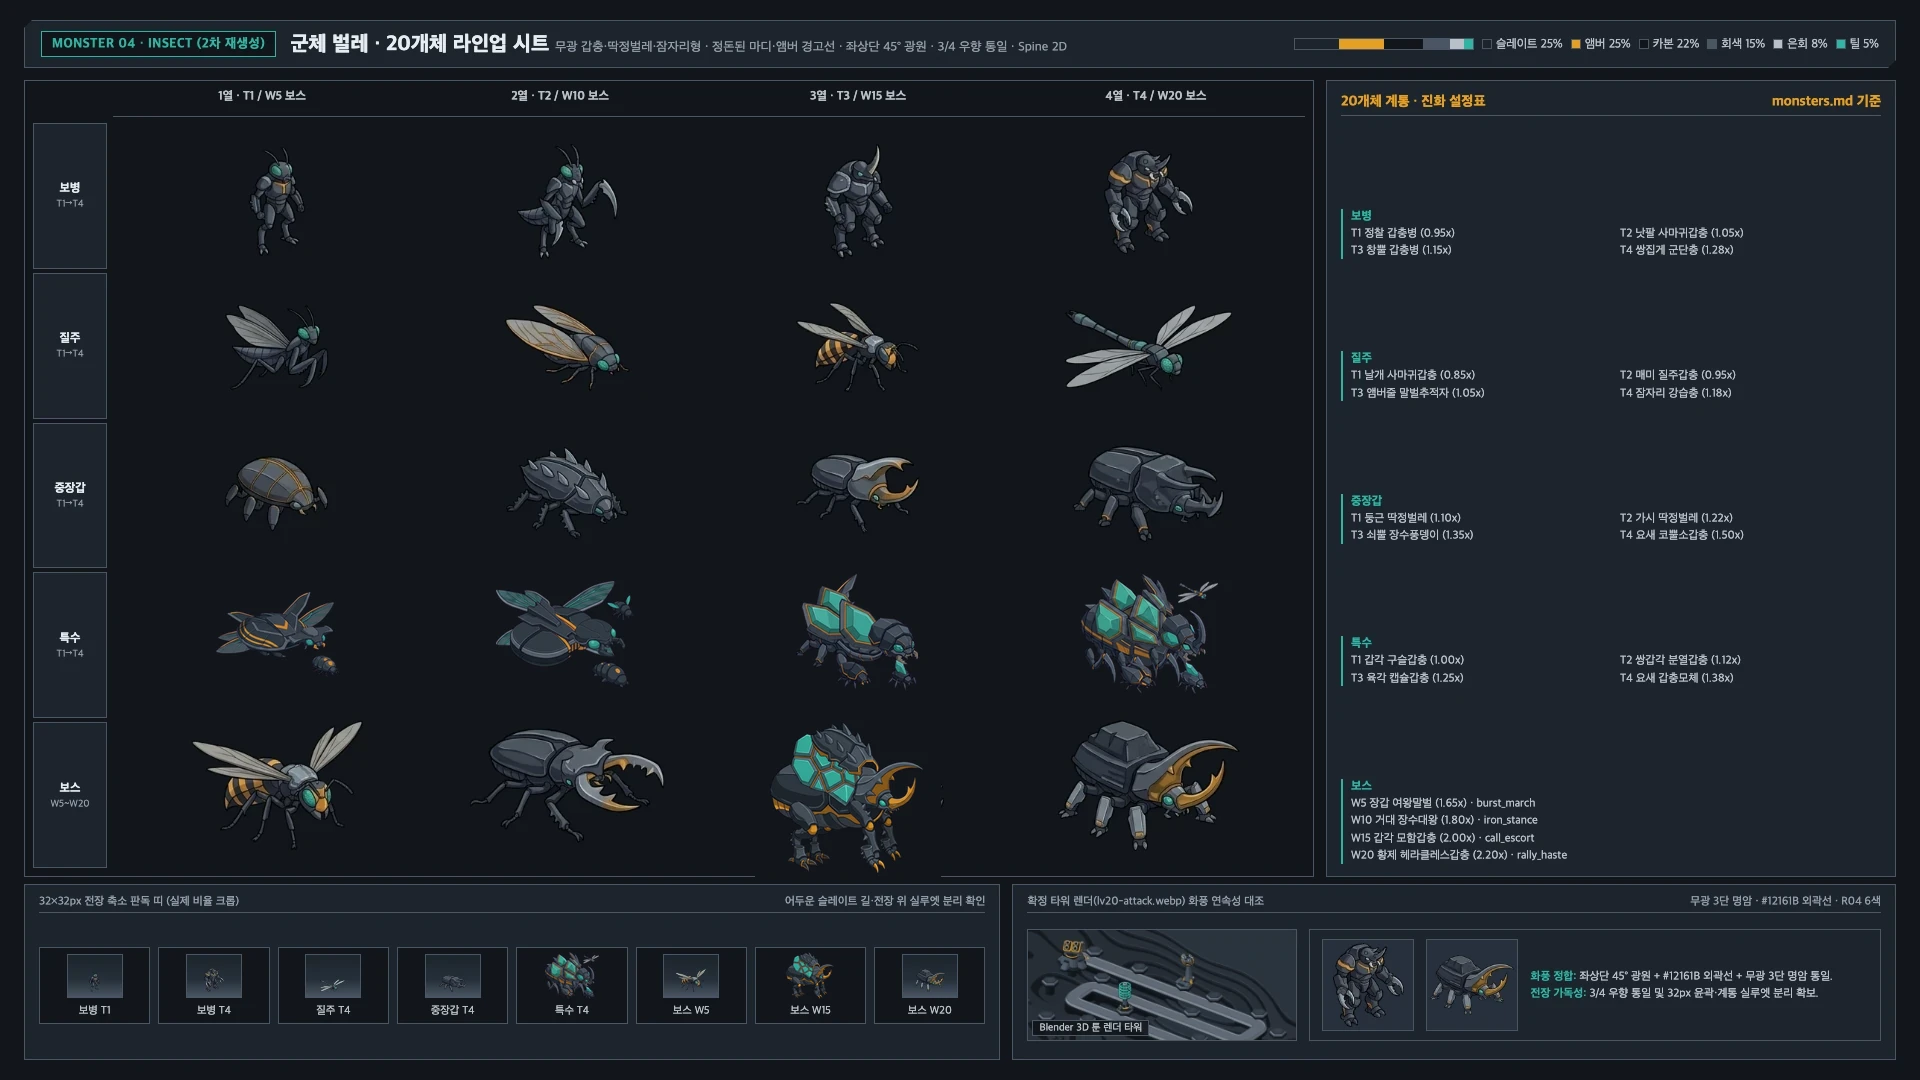 MONSTER 04 · INSECT (2차 재생성)
군체 벌레 · 20개체 라인업 시트
무광 갑충·딱정벌레·잠자리형 · 정돈된 마디·앰버 경고선 · 좌상단 45° 광원 · 3/4 우향 통일 · Spine 2D
슬레이트 25% 앰버 25% 카본 22% 회색 15% 은회 8% 틸 5%
1열 · T1 / W5 보스
2열 · T2 / W10 보스
3열 · T3 / W15 보스
4열 · T4 / W20 보스
보병
T1→T4
질주
T1→T4
중장갑
T1→T4
특수
T1→T4
보스
W5~W20
20개체 계통 · 진화 설정표
monsters.md 기준
보병
T1 정찰 갑충병 (0.95x)
T2 낫팔 사마귀갑충 (1.05x)
T3 창뿔 갑충병 (1.15x)
T4 쌍집게 군단충 (1.28x)
질주
T1 날개 사마귀갑충 (0.85x)
T2 매미 질주갑충 (0.95x)
T3 앰버줄 말벌추적자 (1.05x)
T4 잠자리 강습충 (1.18x)
중장갑
T1 둥근 딱정벌레 (1.10x)
T2 가시 딱정벌레 (1.22x)
T3 쇠뿔 장수풍뎅이 (1.35x)
T4 요새 코뿔소갑충 (1.50x)
특수
T1 갑각 구슬갑충 (1.00x)
T2 쌍갑각 분열갑충 (1.12x)
T3 육각 캡슐갑충 (1.25x)
T4 요새 갑충모체 (1.38x)
보스
W5 장갑 여왕말벌 (1.65x) · burst_march
W10 거대 장수대왕 (1.80x) · iron_stance
W15 갑각 모함갑충 (2.00x) · call_escort
W20 황제 헤라클레스갑충 (2.20x) · rally_haste
32×32px 전장 축소 판독 띠 (실제 비율 크롭)
어두운 슬레이트 길·전장 위 실루엣 분리 확인
보병 T1
보병 T4
질주 T4
중장갑 T4
특수 T4
보스 W5
보스 W15
보스 W20
확정 타워 렌더(lv20-attack.webp) 화풍 연속성 대조
무광 3단 명암 · #12161B 외곽선 · R04 6색
Blender 3D 툰 렌더 타워
화풍 정합: 좌상단 45° 광원 + #12161B 외곽선 + 무광 3단 명암 통일.
전장 가독성: 3/4 우향 통일 및 32px 윤곽·계통 실루엣 분리 확보.